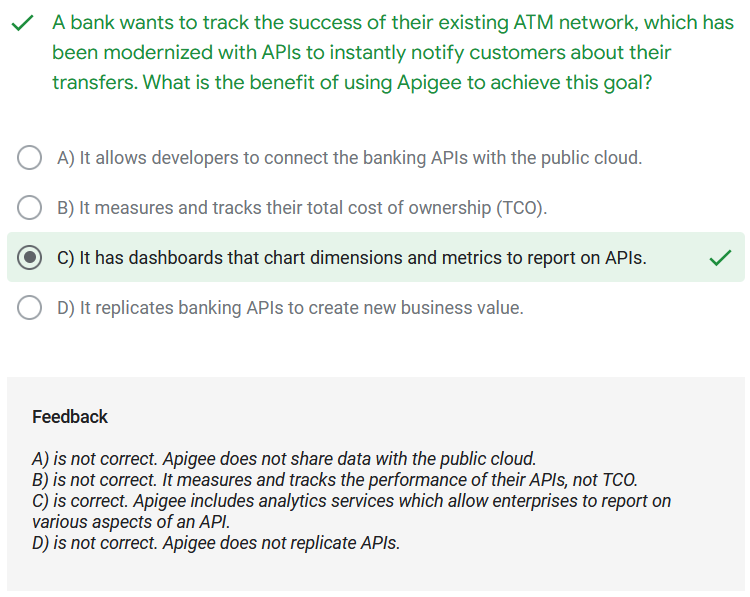 A bank wants to track the success of their existing ATM network, which has
been modernized with APIs to instantly notify customers about their
transfers. What is the benefit of using Apigee to achieve this goal?
A) It allows developers to connect the banking APIs with the public cloud.
B) It measures and tracks their total cost of ownership (TCO).
C) It has dashboards that chart dimensions and metrics to report on APIs.
D) It replicates banking APIs to create new business value.
Feedback
A) is not correct. Apigee does not share data with the public cloud.
B) is not correct. It measures and tracks the performance of their APIs, not TCO.
C) is correct. Apigee includes analytics services which allow enterprises to report on
various aspects of an API.
D) is not correct. Apigee does not replicate APIs.